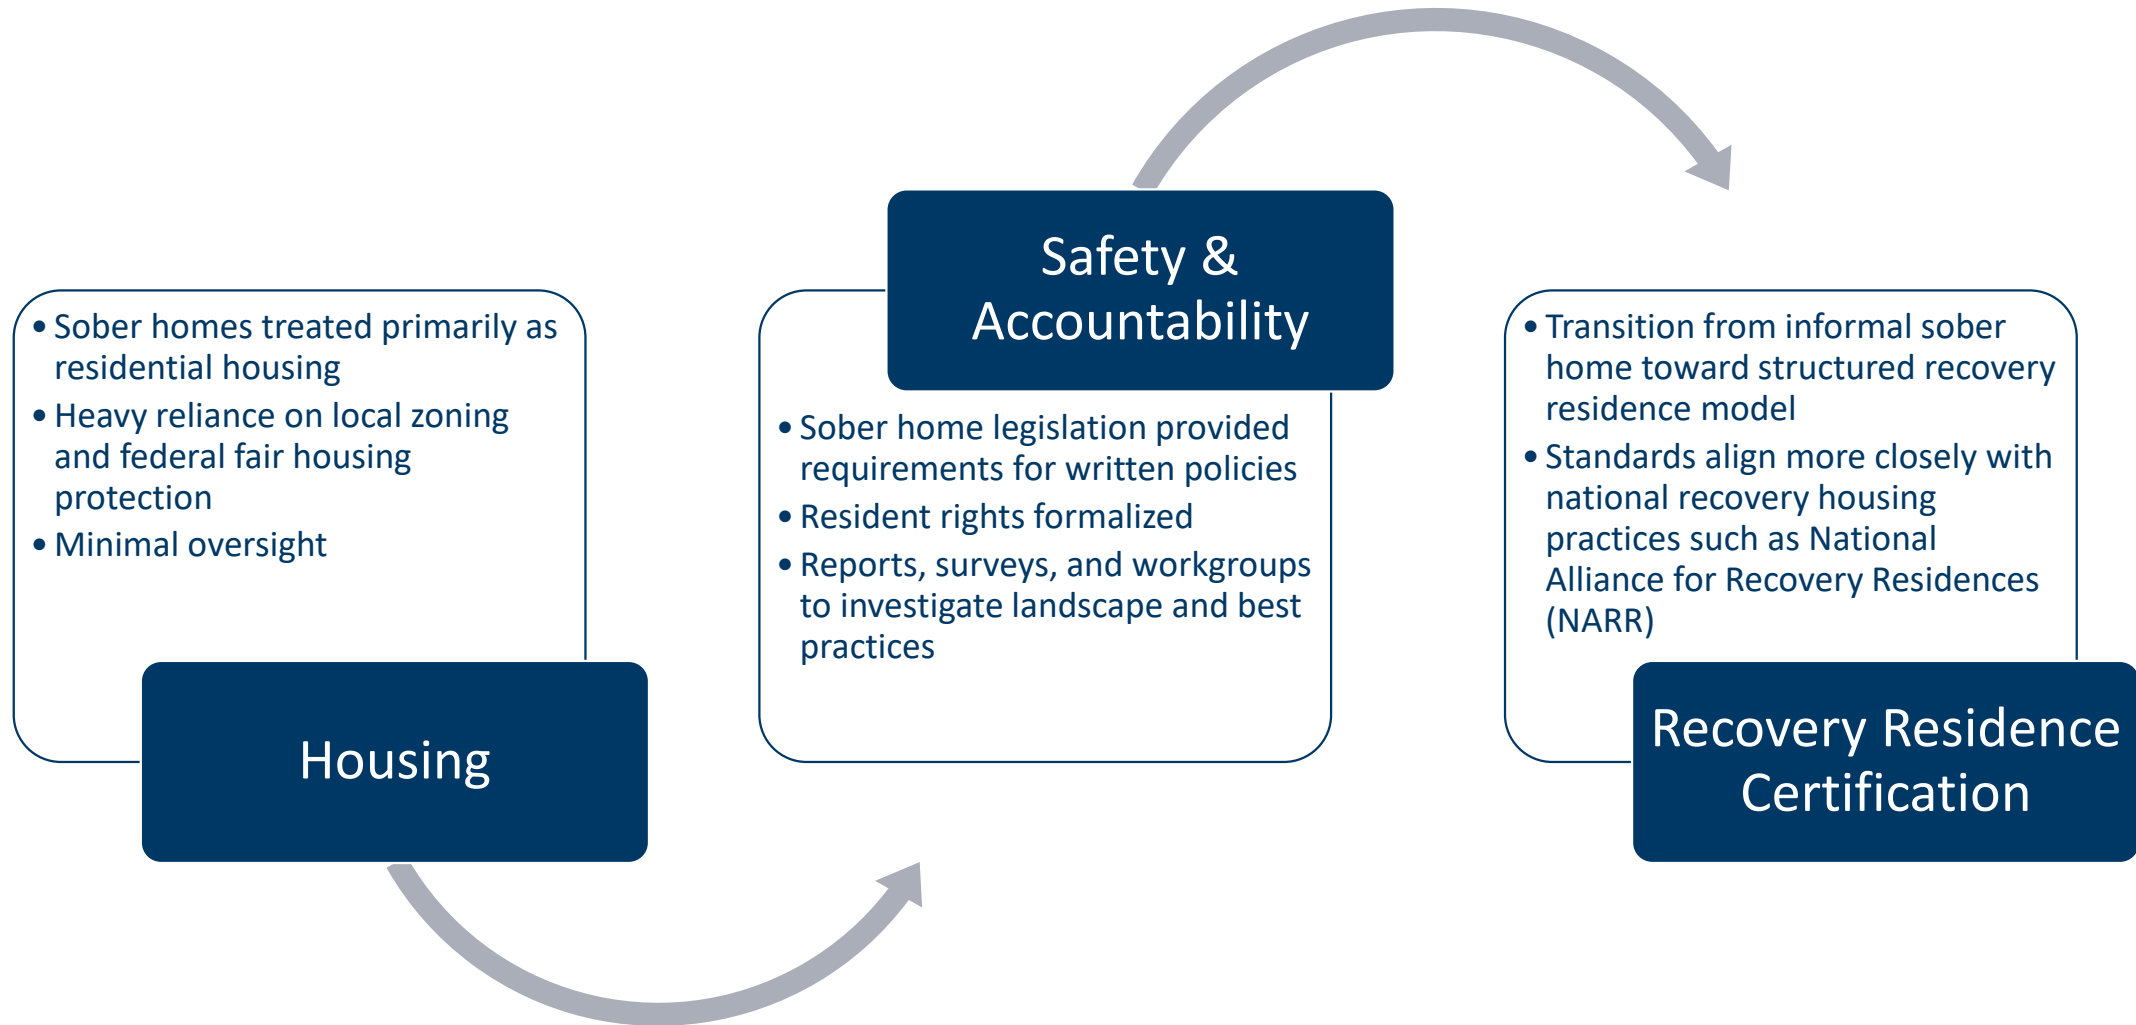 • Sober homes treated primarily as
residential housing
• Heavy reliance on local zoning
and federal fair housing
protection
• Minimal oversight
Housing
Safety &
Accountability
• Sober home legislation provided
requirements for written policies
• Resident rights formalized
• Reports, surveys, and workgroups
to investigate landscape and best
practices
• Transition from informal sober
home toward structured recovery
residence model
• Standards align more closely with
national recovery housing
practices such as National
Alliance for Recovery Residences
(NARR)
Recovery Residence
Certification